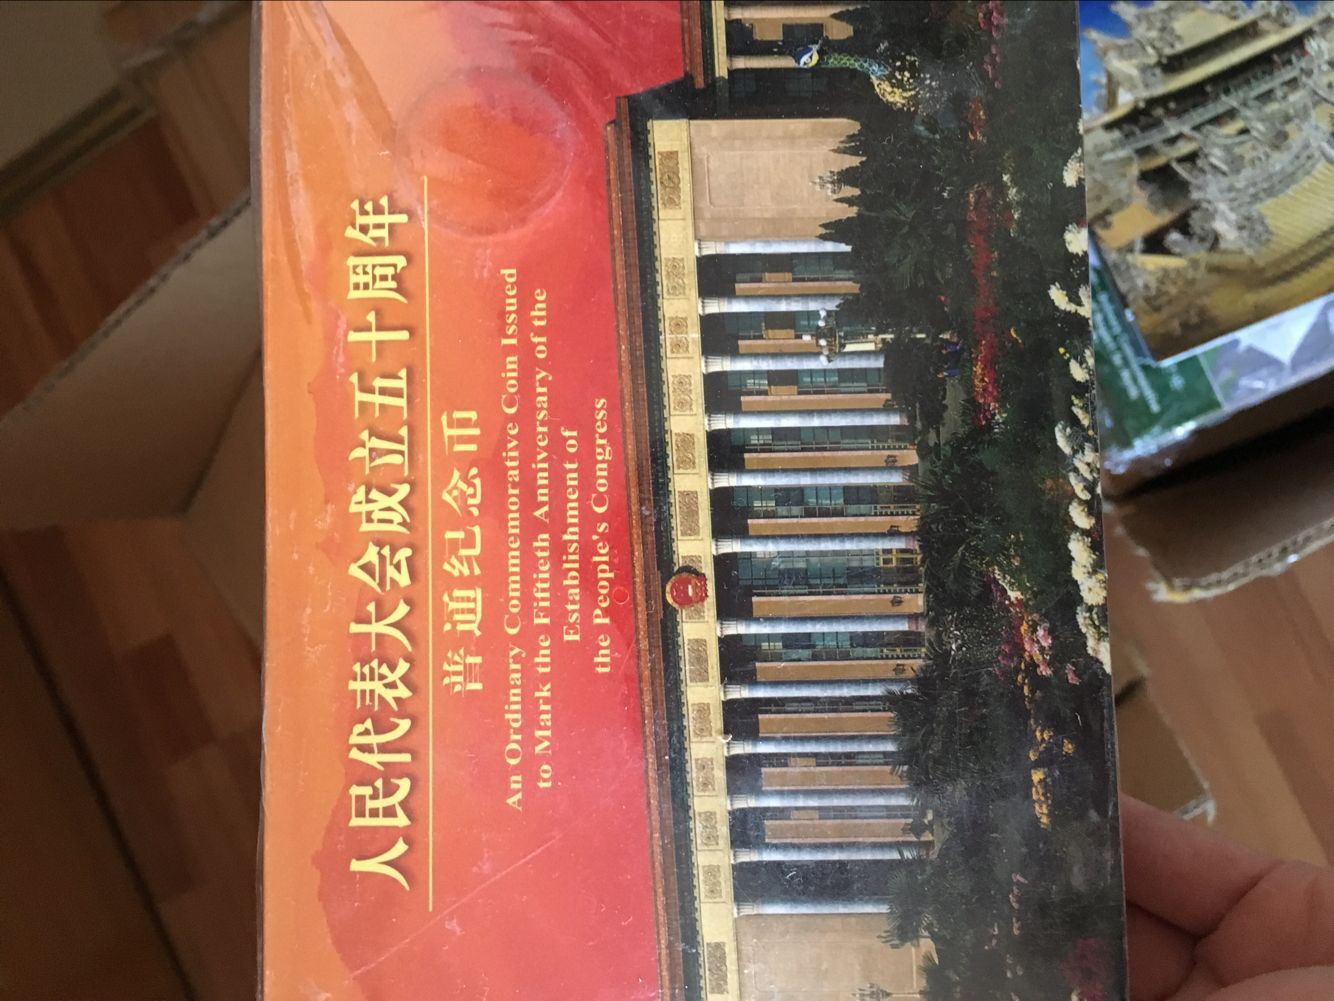 人民代表大会成立五十周年
普通纪念币
An Ordinary Commemorative Coin Issued
to Mark the Fiftieth Anniversary of the
Establishment of
the People's Congress